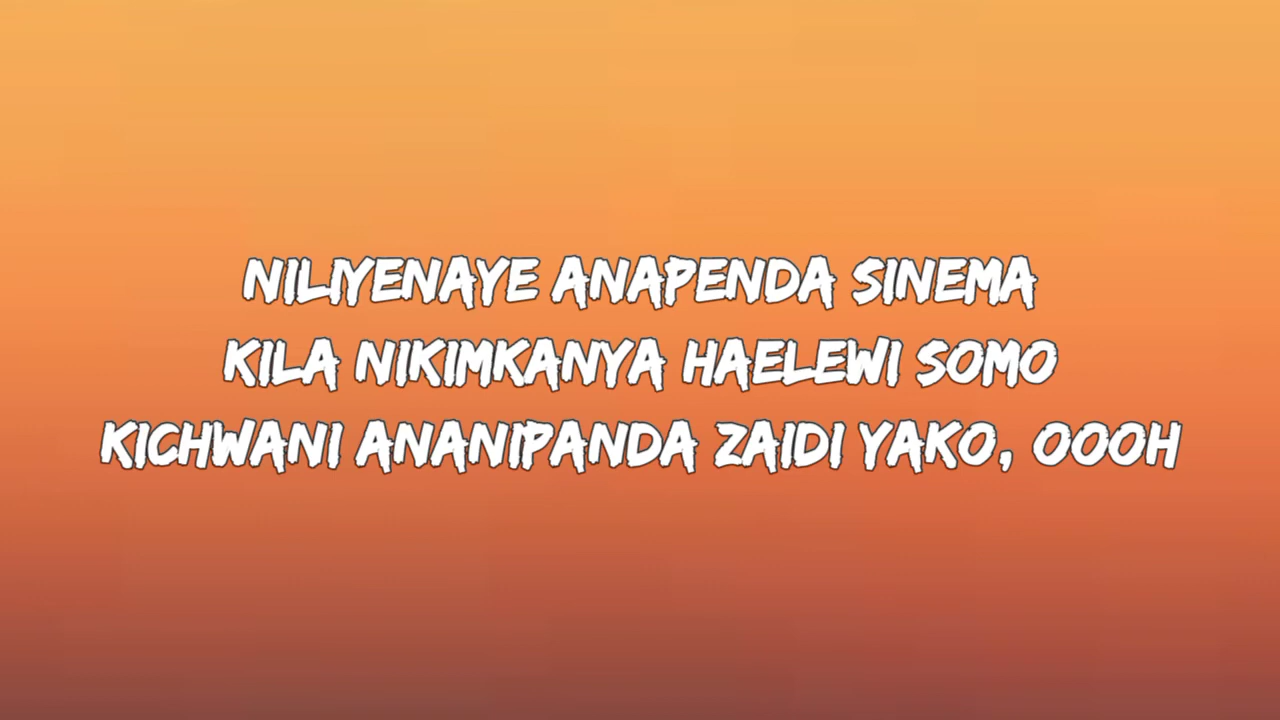 NILIYENAYE ANAPENDA SINEMA
KILA NIKIMKANYA HAELEWI SOMO
KICHWANI ANANIPANDA ZAIDI YAKO, OOOH